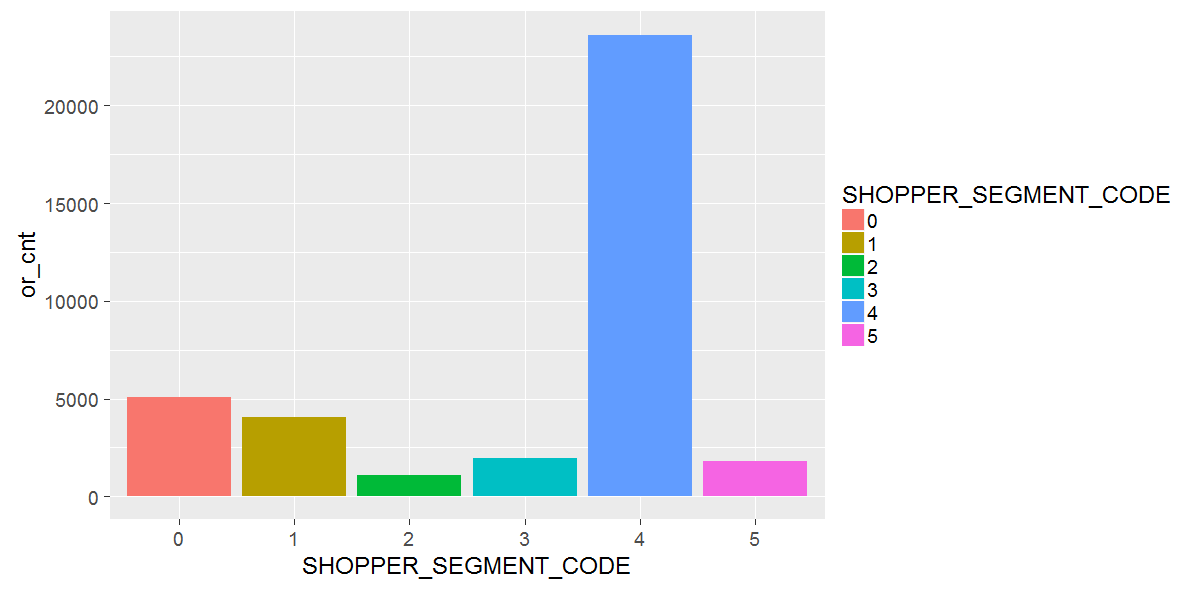 20000
15000
10000
5000
0
or_cnt
0 1 2 3 4 5
SHOPPER_SEGMENT_CODE
SHOPPER_SEGMENT_CODE
0
1
2
3
4
5